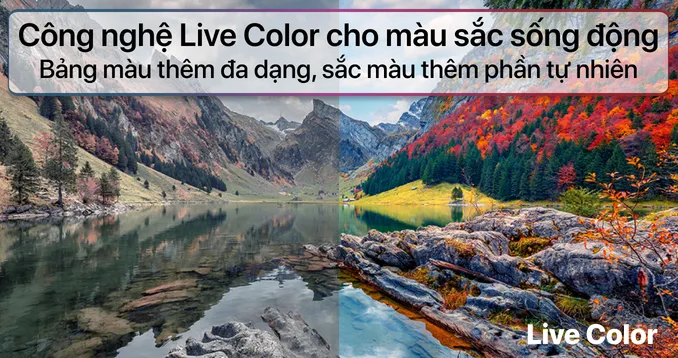 Công nghệ Live Color cho màu sắc sống động
Bảng màu thêm đa dạng, sắc màu thêm phần tự nhiên
Live Color